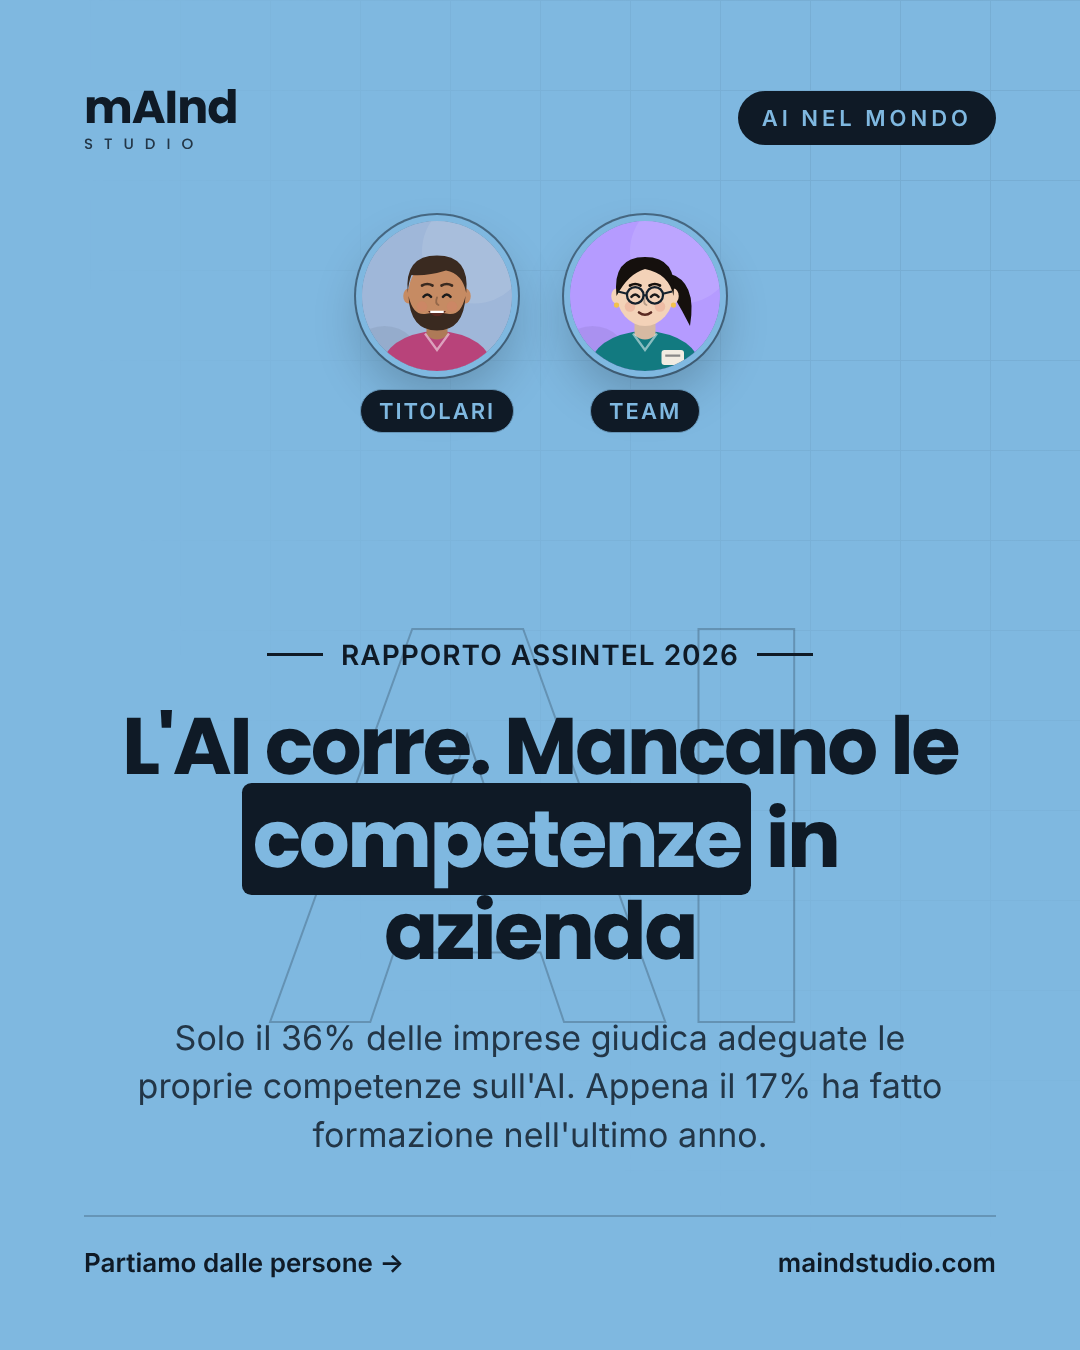 mAInd
STUDIO
AI NEL MONDO
TITOLARI
TEAM
RAPPORTO ASSINTEL 2026
L'AI corre. Mancano le
competenze in
azienda
AI
Solo il 36% delle imprese giudica adeguate le
proprie competenze sull'AI. Appena il 17% ha fatto
formazione nell'ultimo anno.
Partiamo dalle persone →
maindstudio.com